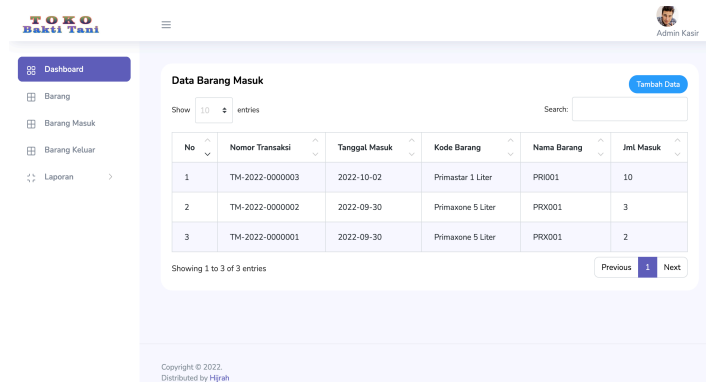 TOKO
Bakti Tani
Admin Kasir
Dashboard
Barang
Barang Masuk
Barang Keluar
Laporan
Data Barang Masuk
Tambah Data
Show 10 entries
Search:
No Nomor Transaksi Tanggal Masuk Kode Barang Nama Barang Jml Masuk
1 TM-2022-0000003 2022-10-02 Primastar 1 Liter PRI001 10
2 TM-2022-0000002 2022-09-30 Primaxone 5 Liter PRX001 3
3 TM-2022-0000001 2022-09-30 Primaxone 5 Liter PRX001 2
Showing 1 to 3 of 3 entries
Previous 1 Next
Copyright © 2022.
Distributed by Hijrah